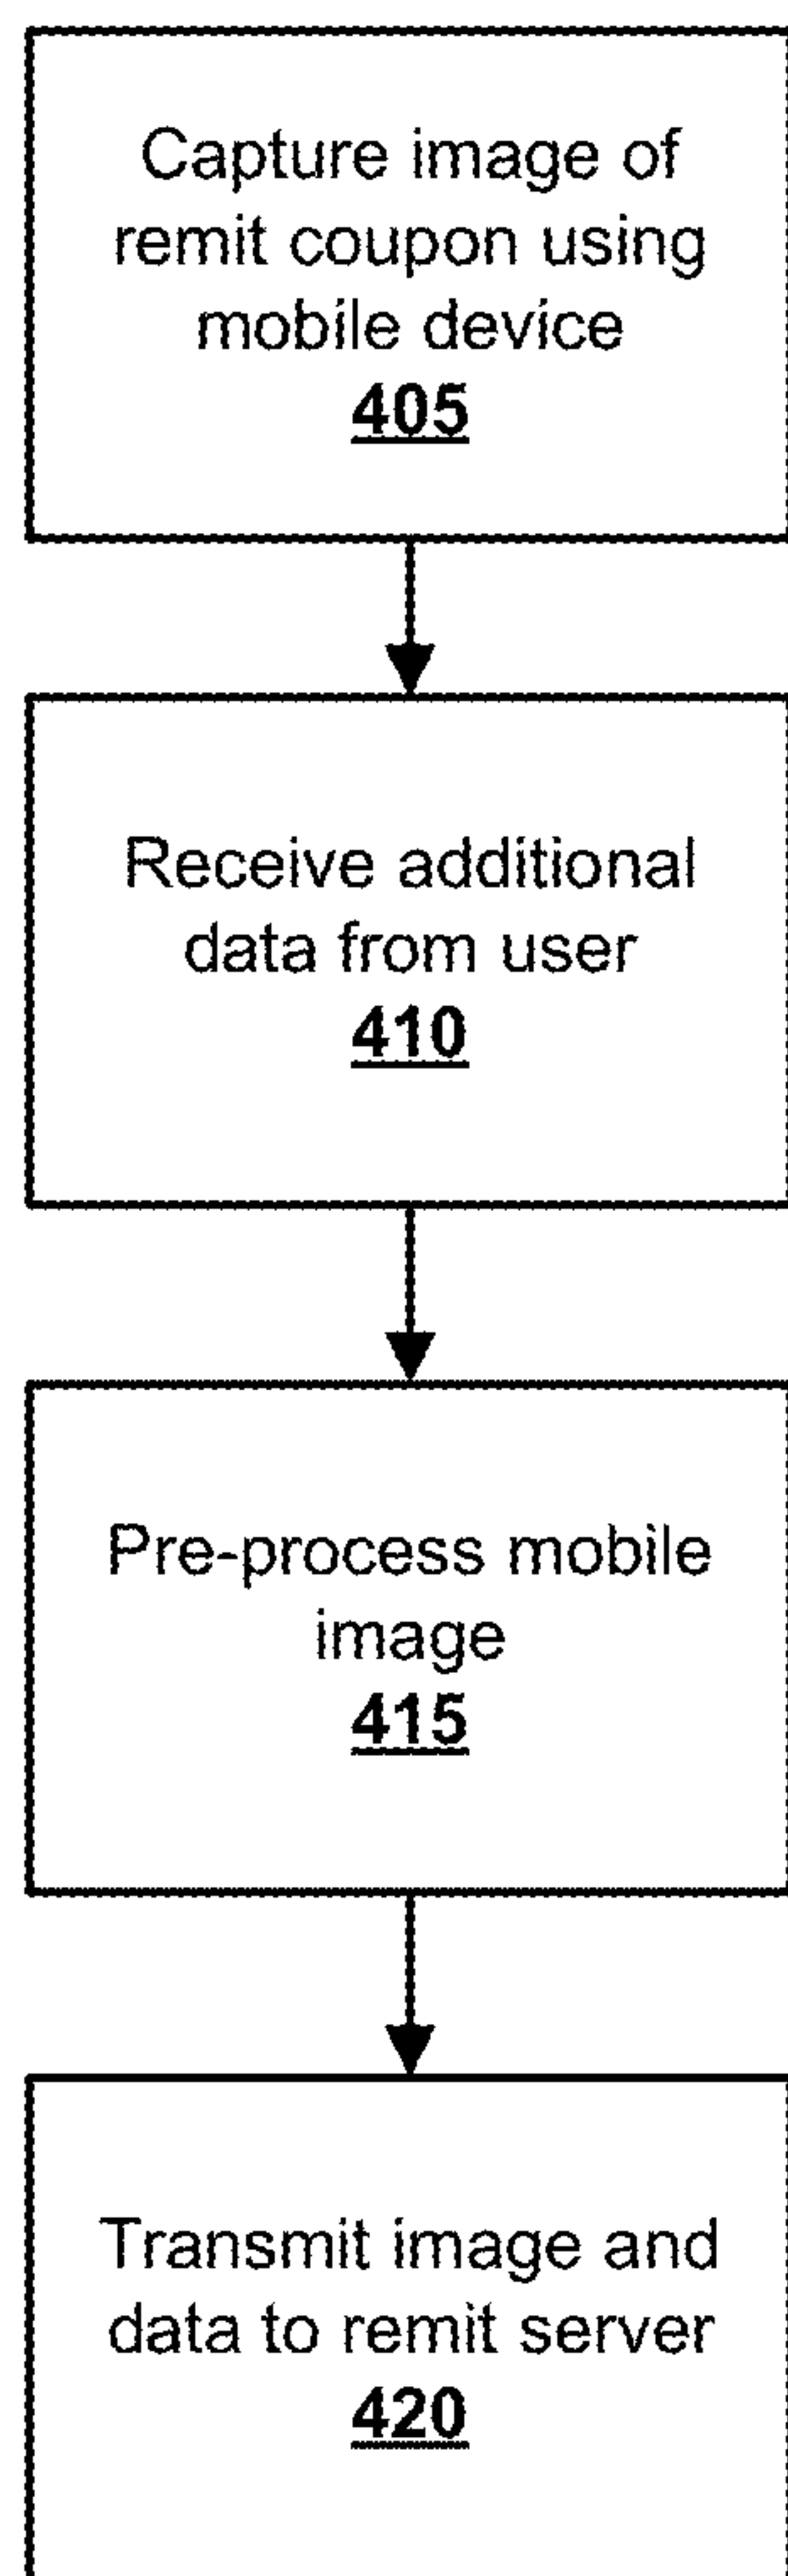 Capture image of
remit coupon using
mobile device
405
Receive additional
data from user
410
Pre-process mobile
image
415
Transmit image and
data to remit server
420